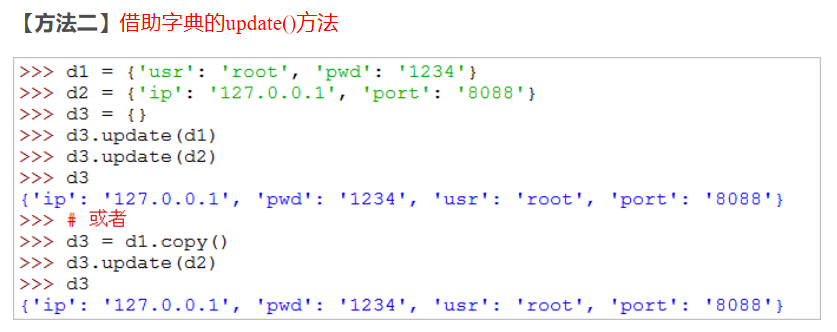 【方法二】借助字典的update()方法
>>> d1 = {'usr': 'root', 'pwd': '1234'}
>>> d2 = {'ip': '127.0.0.1', 'port': '8088'}
>>> d3 = {}
>>> d3.update(d1)
>>> d3.update(d2)
>>> d3
{'ip': '127.0.0.1', 'pwd': '1234', 'usr': 'root', 'port': '8088'}
>>> # 或者
>>> d3 = d1.copy()
>>> d3.update(d2)
>>> d3
{'ip': '127.0.0.1', 'pwd': '1234', 'usr': 'root', 'port': '8088'}